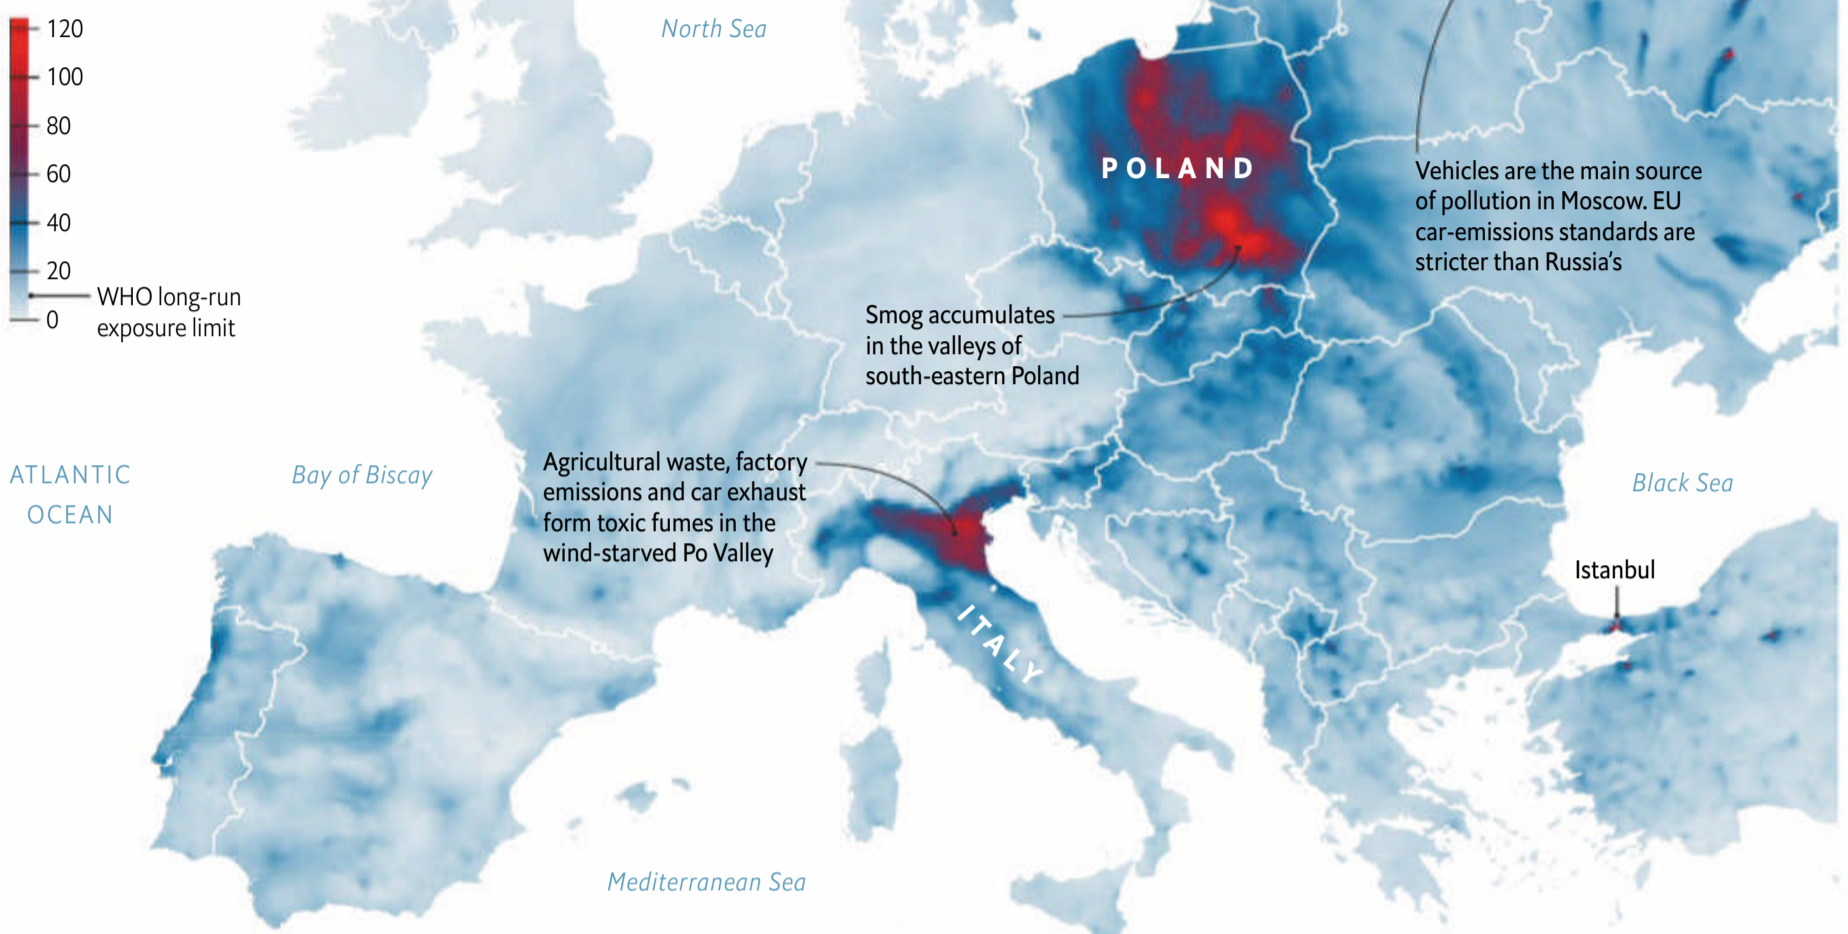 120
100
80
60
40
20
0
WHO long-run
exposure limit
North Sea
POLAND
Vehicles are the main source
of pollution in Moscow. EU
car-emissions standards are
stricter than Russia’s
Smog accumulates
in the valleys of
south-eastern Poland
Agricultural waste, factory
emissions and car exhaust
form toxic fumes in the
wind-starved Po Valley
ATLANTIC
OCEAN
Bay of Biscay
Black Sea
Istanbul
ITALY
Mediterranean Sea